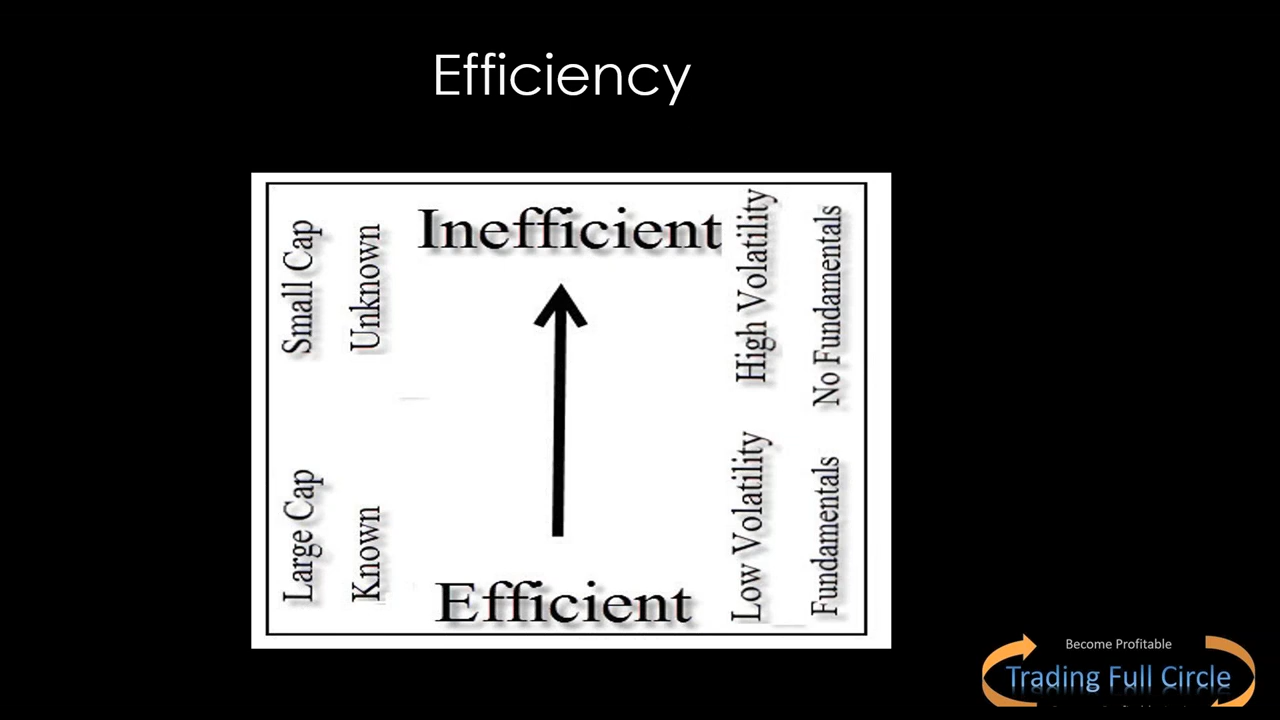 Efficiency
Inefficient
Small Cap
Unknown
High Volatility
No Fundamentals
Large Cap
Known
Low Volatility
Fundamentals
Efficient
Become Profitable
Trading Full Circle